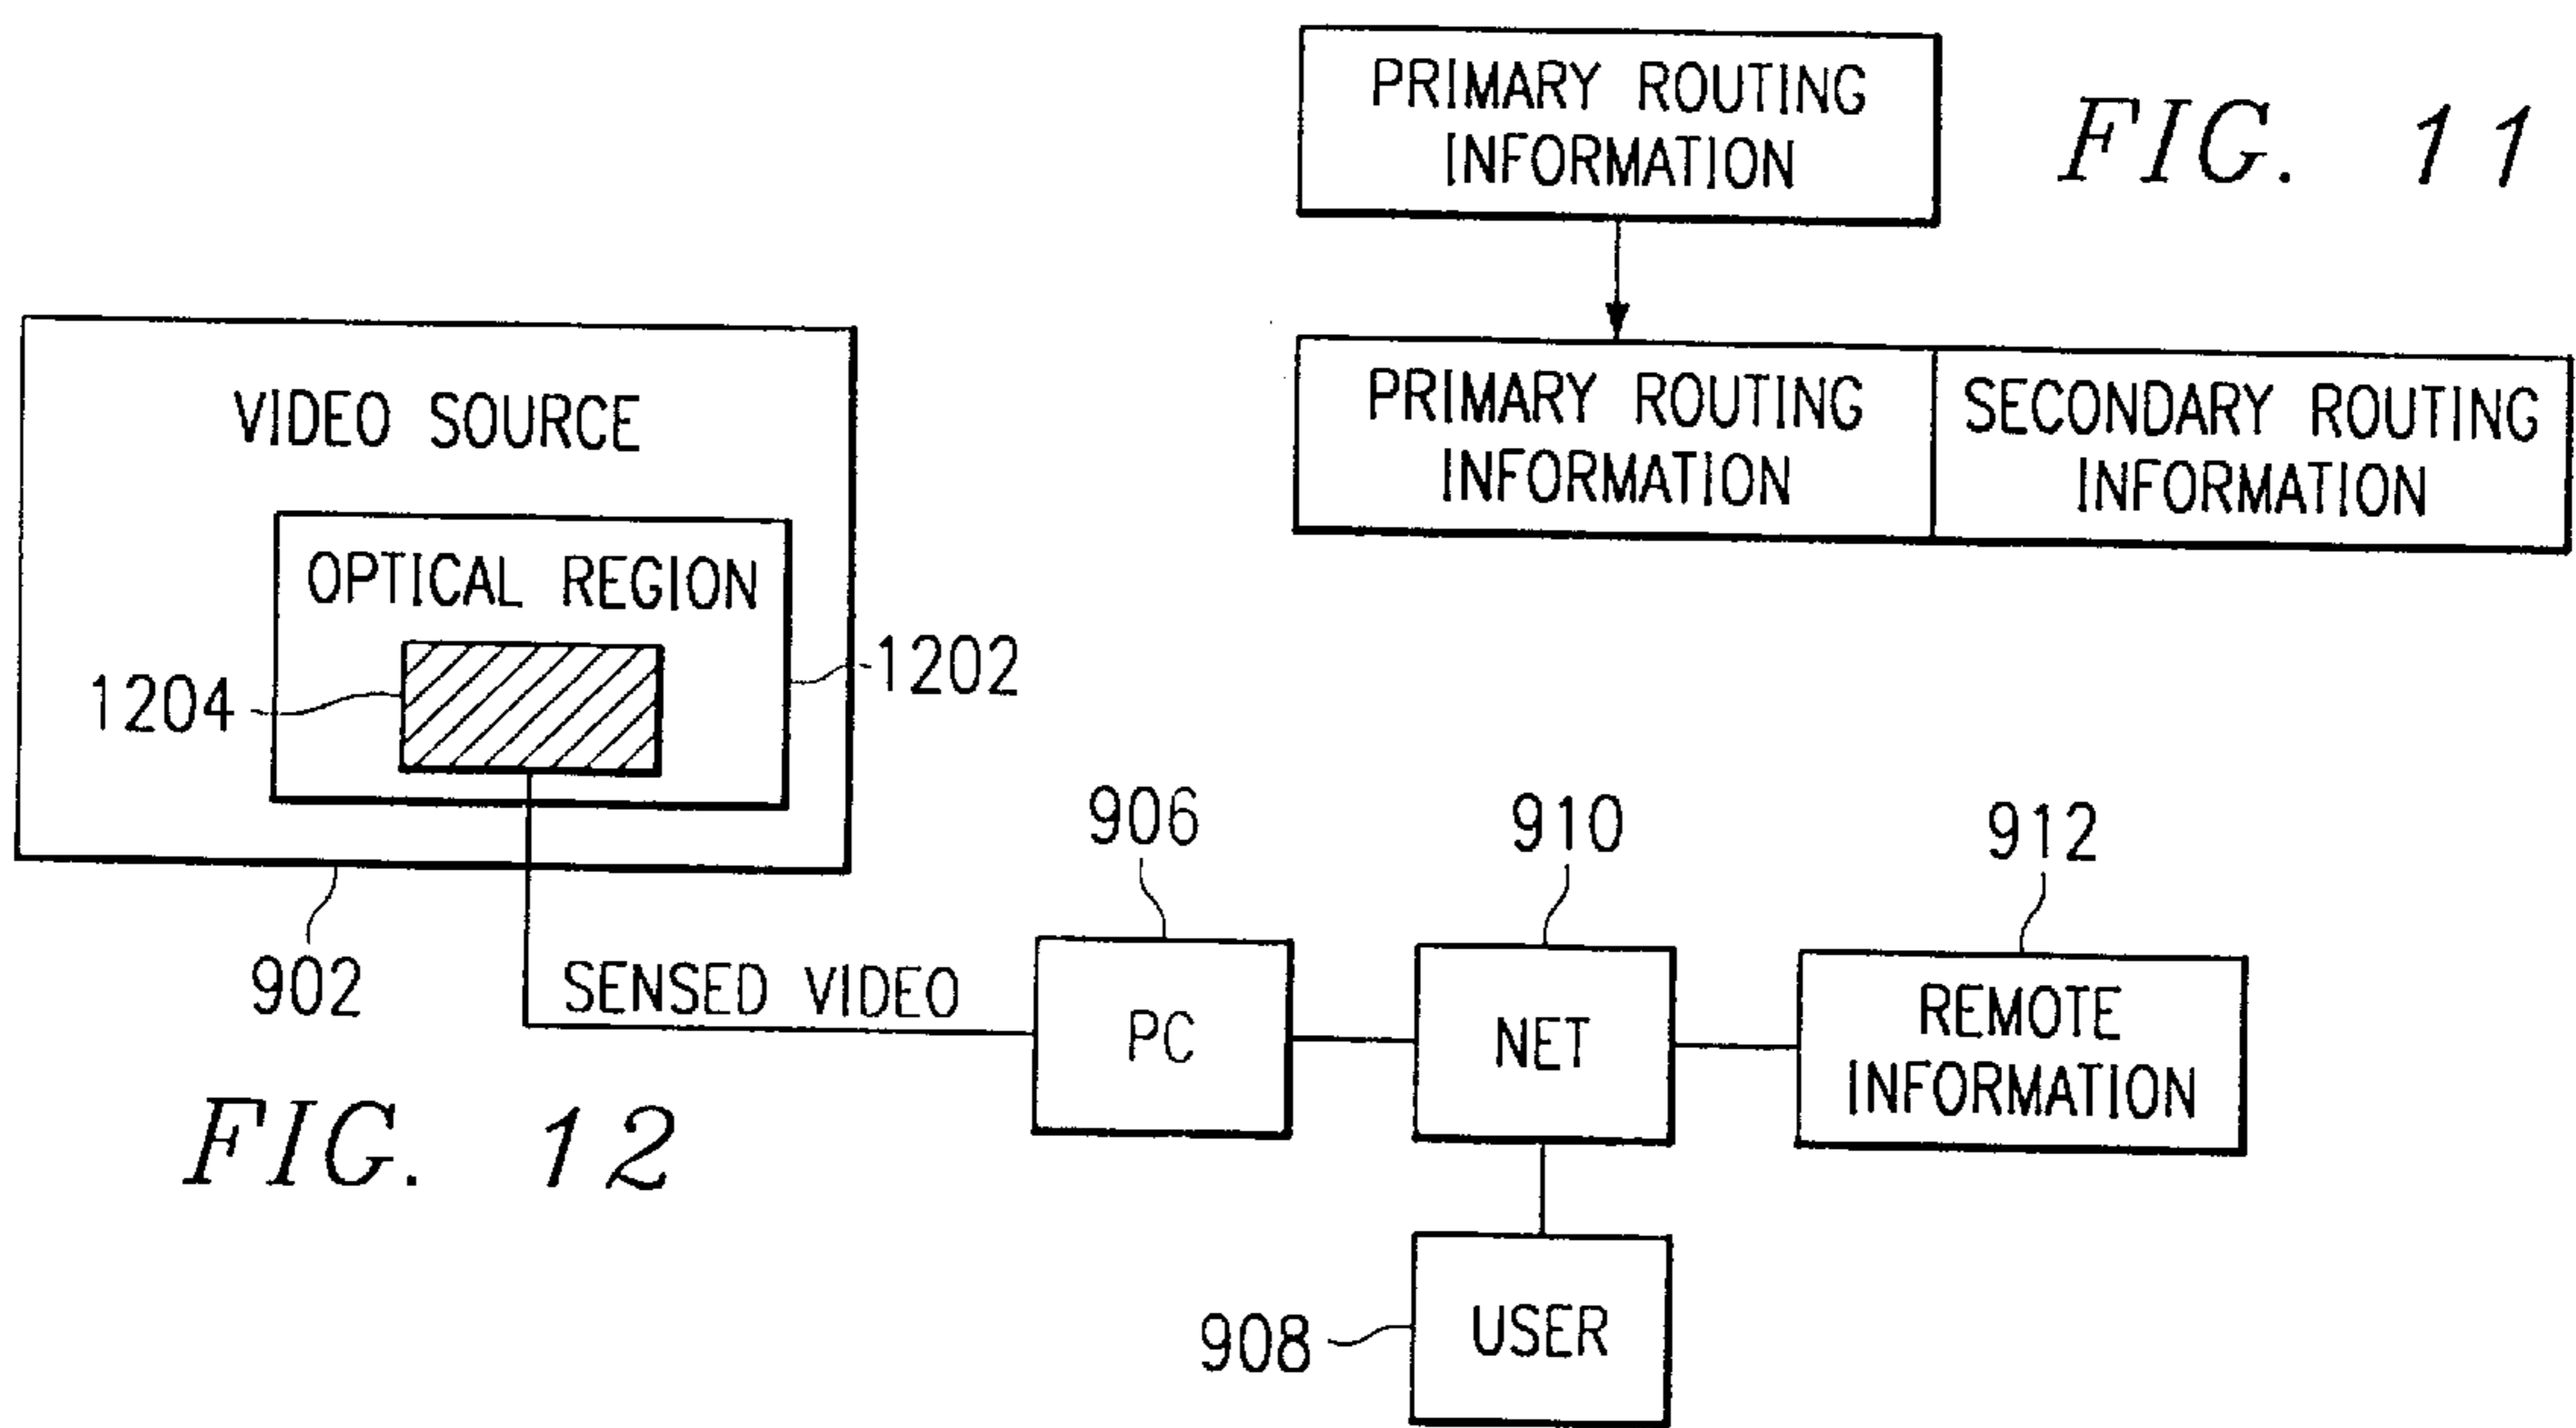 PRIMARY ROUTING
INFORMATION
FIG. 11
PRIMARY ROUTING
INFORMATION
SECONDARY ROUTING
INFORMATION
VIDEO SOURCE
OPTICAL REGION
1204
1202
902
SENSED VIDEO
906
PC
910
NET
912
REMOTE
INFORMATION
908
USER
FIG. 12